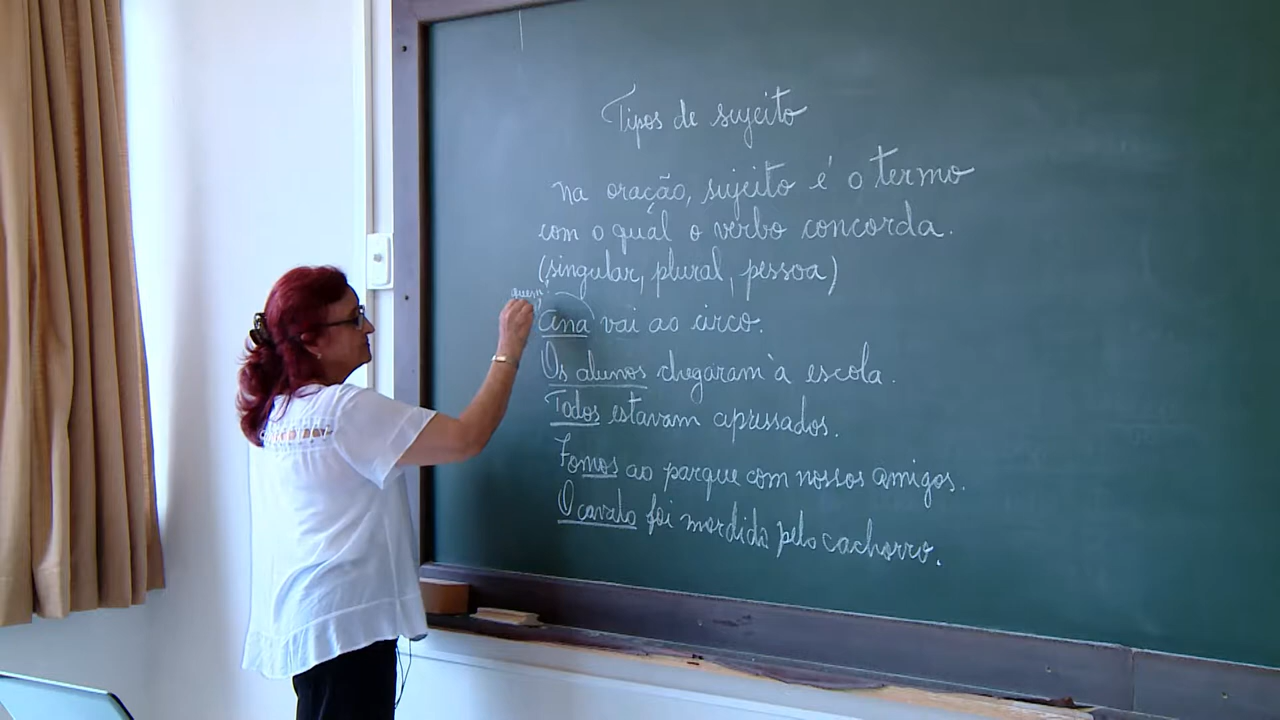 Tipos de sujeito
na oração, sujeito é o termo
com o qual o verbo concorda.
(singular, plural, pessoa)
quem?
Ana vai ao circo.
Os alunos chegaram à escola.
Todos estavam apressados.
Fomos ao parque com nossos amigos.
O cavalo foi mordido pelo cachorro.